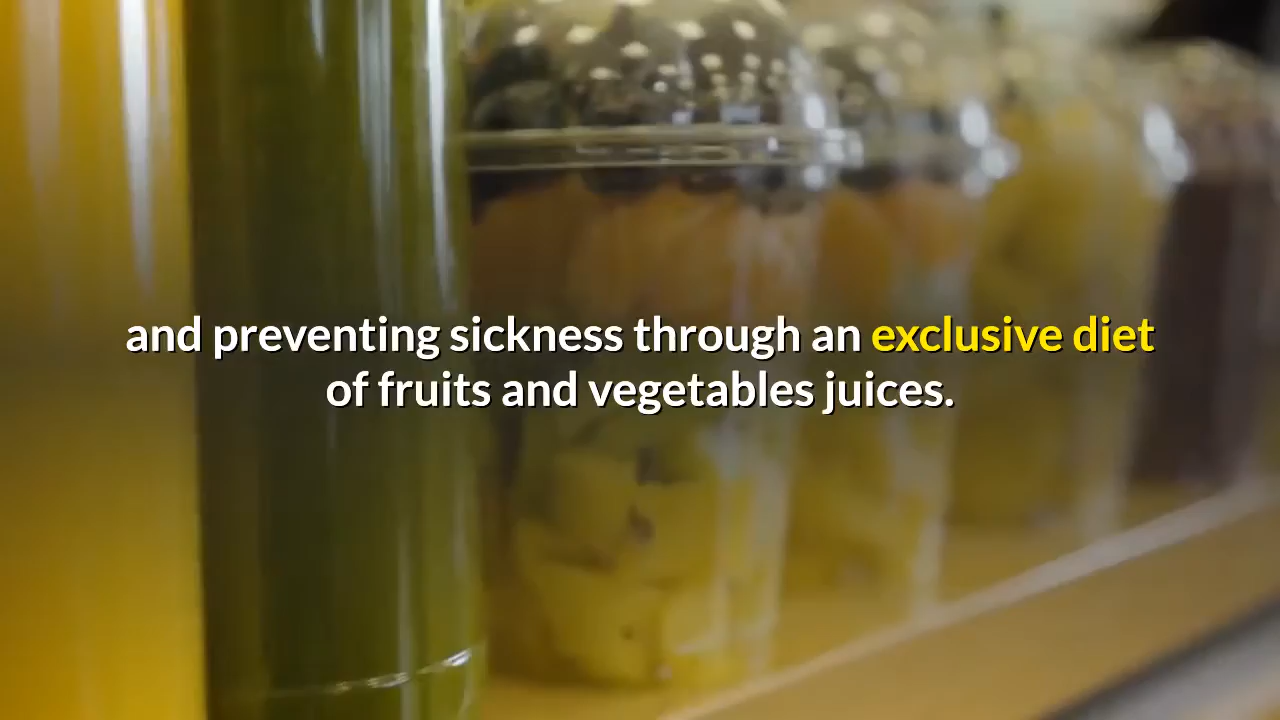 and preventing sickness through an exclusive diet
of fruits and vegetables juices.